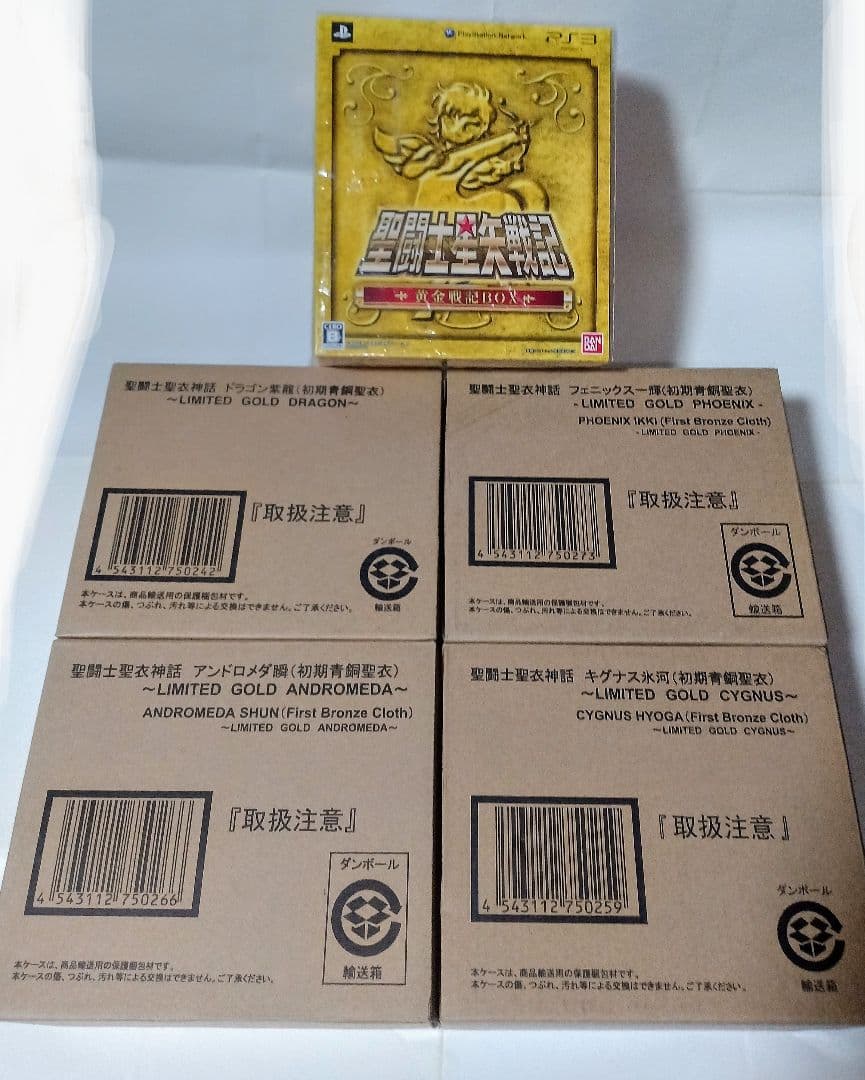 PlayStation Network
PS3
聖闘士星矢戦記
黄金戦記BOX
CERO
B
BAN
DAI
聖闘士聖衣神話 ドラゴン紫龍(初期青銅聖衣)
～LIMITED GOLD DRAGON～
『取扱注意』
4 543112 750242
ダンボール
輸送箱
本ケースは、商品輸送用の保護梱包材です。
本ケースの傷、つぶれ、汚れ等による交換はできません。ご了承ください。
聖闘士聖衣神話 フェニックス一輝(初期青銅聖衣)
- LIMITED GOLD PHOENIX -
PHOENIX IKKI (First Bronze Cloth)
- LIMITED GOLD PHOENIX -
『取扱注意』
4 543112 750273
ダンボール
輸送箱
本ケースは、商品輸送用の保護梱包材です。
本ケースの傷、つぶれ、汚れ等による交換はできません。ご了承ください。
聖闘士聖衣神話 アンドロメダ瞬(初期青銅聖衣)
～LIMITED GOLD ANDROMEDA～
ANDROMEDA SHUN(First Bronze Cloth)
～LIMITED GOLD ANDROMEDA～
『取扱注意』
4 543112 750266
ダンボール
輸送箱
本ケースは、商品輸送用の保護梱包材です。
本ケースの傷、つぶれ、汚れ等による交換はできません。ご了承ください。
聖闘士聖衣神話 キグナス氷河(初期青銅聖衣)
～LIMITED GOLD CYGNUS～
CYGNUS HYOGA(First Bronze Cloth)
～LIMITED GOLD CYGNUS～
『取扱注意』
4 543112 750259
ダンボール
輸送箱
本ケースは、商品輸送用の保護梱包材です。
本ケースの傷、つぶれ、汚れ等による交換はできません。ご了承ください。